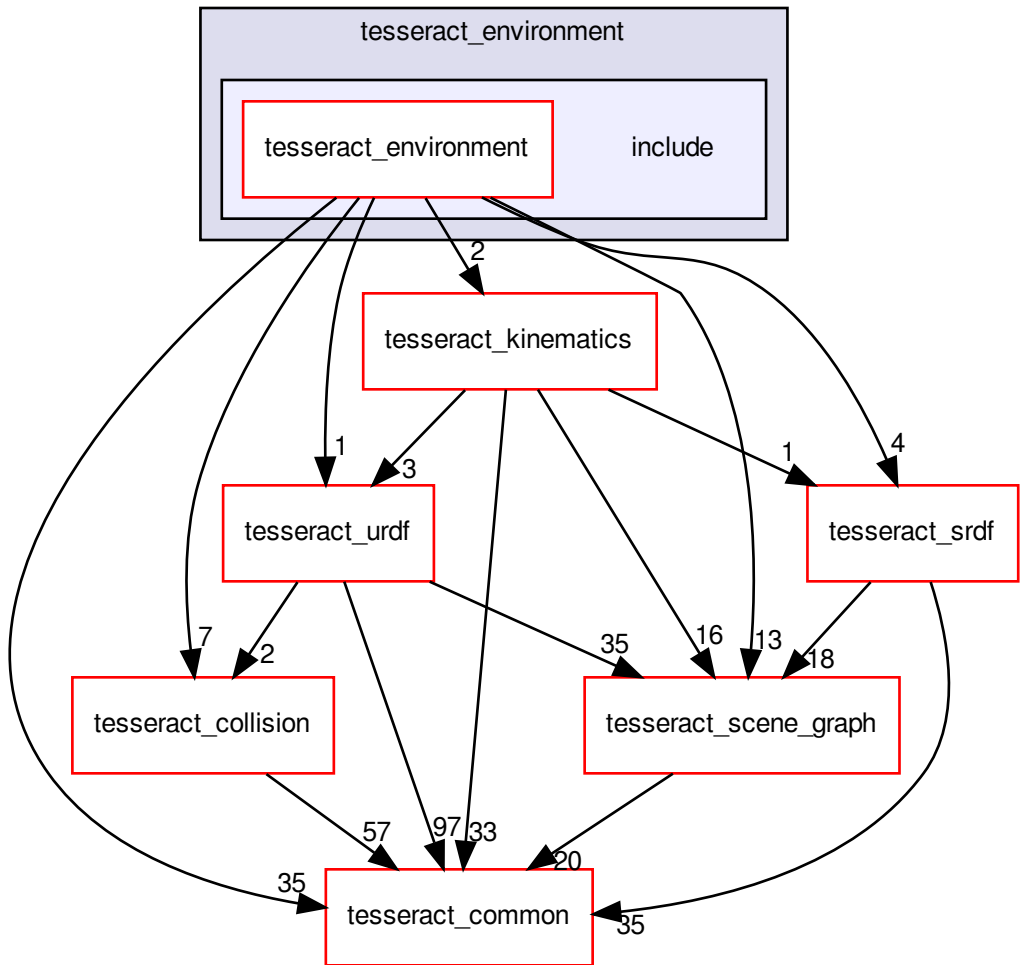 tesseract_environment
tesseract_environment
include
2
tesseract_kinematics
1
3
1
4
tesseract_urdf
tesseract_srdf
7
2
35
16
13
18
tesseract_collision
tesseract_scene_graph
57
97
33
20
35
tesseract_common
35